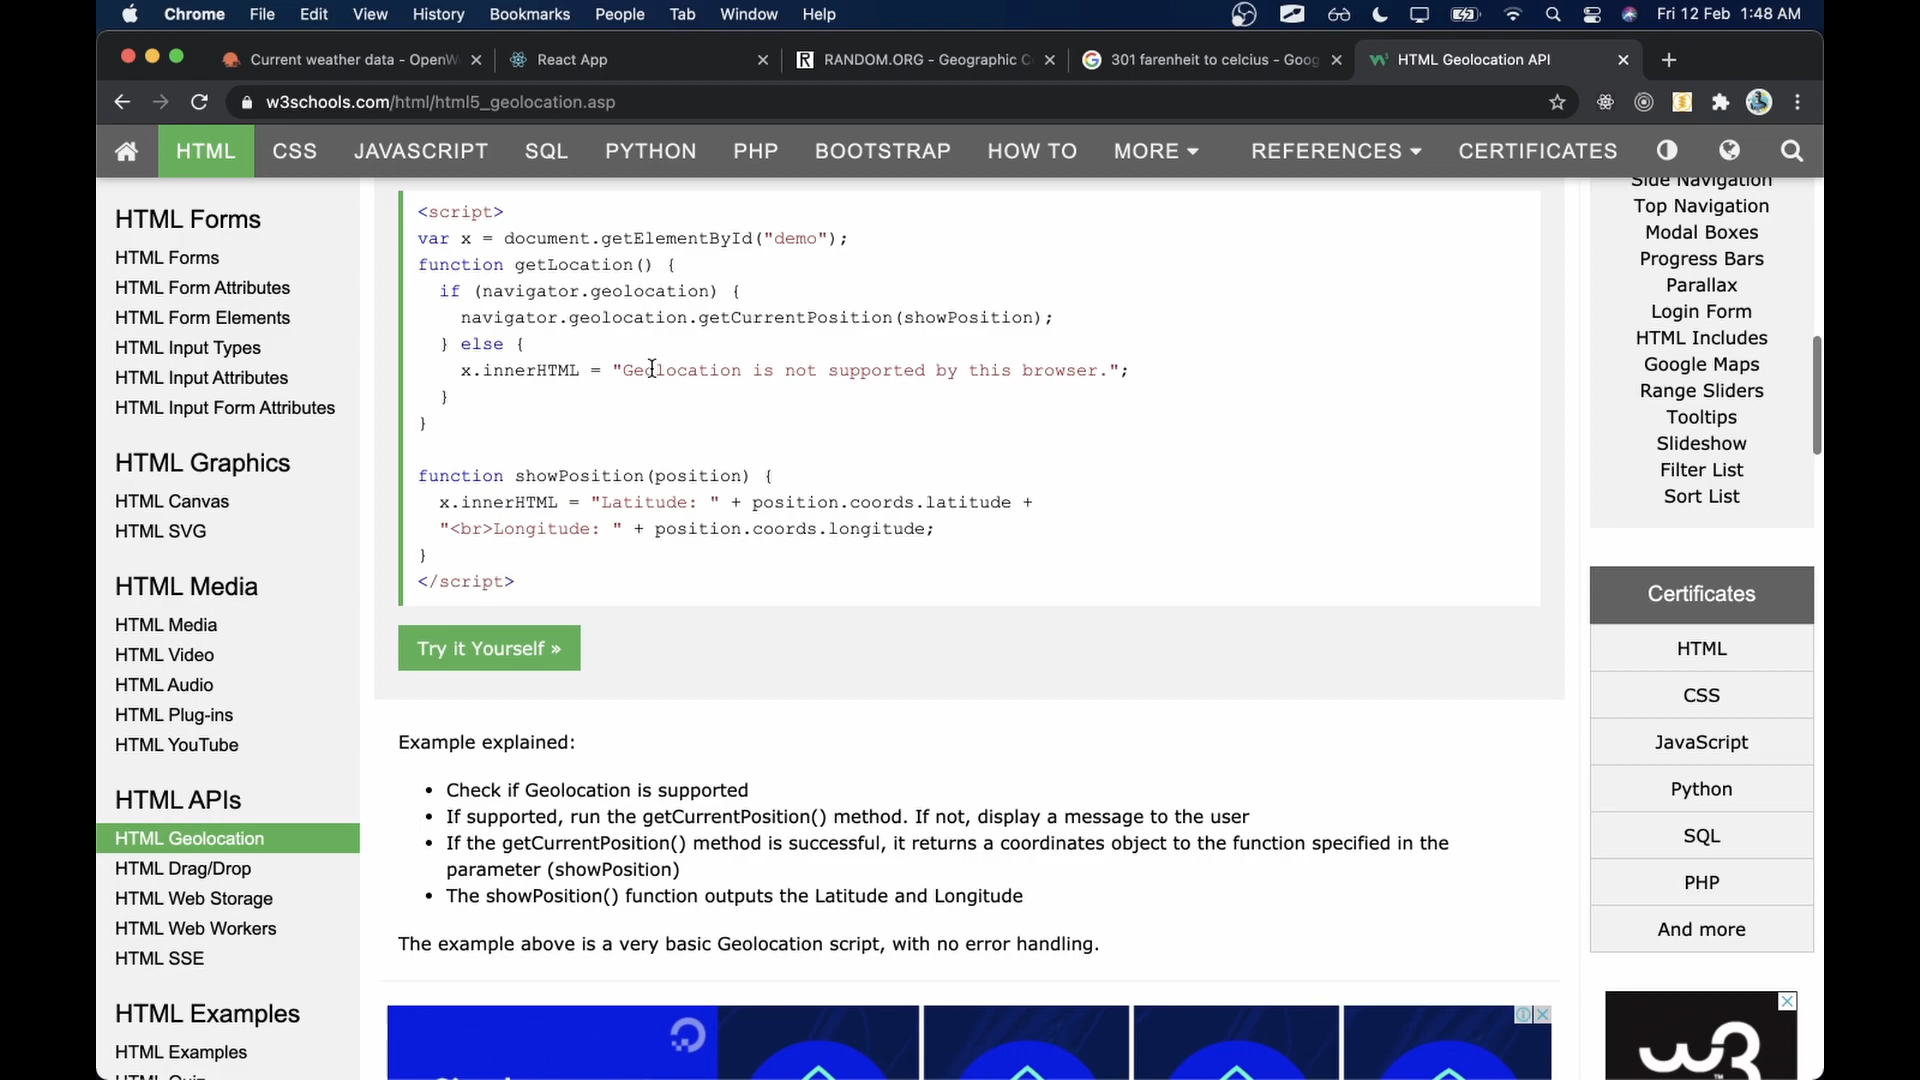 Chrome File Edit View History Bookmarks People Tab Window Help Fri 12 Feb 1:48 AM
Current weather data - OpenW React App RANDOM.ORG - Geographic C 301 farenheit to celcius - Goog HTML Geolocation API
w3schools.com/html/html5_geolocation.asp
HTML CSS JAVASCRIPT SQL PYTHON PHP BOOTSTRAP HOW TO MORE REFERENCES CERTIFICATES
HTML Forms
HTML Forms
HTML Form Attributes
HTML Form Elements
HTML Input Types
HTML Input Attributes
HTML Input Form Attributes
HTML Graphics
HTML Canvas
HTML SVG
HTML Media
HTML Media
HTML Video
HTML Audio
HTML Plug-ins
HTML YouTube
HTML APIs
HTML Geolocation
HTML Drag/Drop
HTML Web Storage
HTML Web Workers
HTML SSE
HTML Examples
HTML Examples
<script>
var x = document.getElementById("demo");
function getLocation() {
  if (navigator.geolocation) {
    navigator.geolocation.getCurrentPosition(showPosition);
  } else {
    x.innerHTML = "Geolocation is not supported by this browser.";
  }
}
function showPosition(position) {
  x.innerHTML = "Latitude: " + position.coords.latitude +
  "<br>Longitude: " + position.coords.longitude;
}
</script>
Try it Yourself »
Example explained:
• Check if Geolocation is supported
• If supported, run the getCurrentPosition() method. If not, display a message to the user
• If the getCurrentPosition() method is successful, it returns a coordinates object to the function specified in the
parameter (showPosition)
• The showPosition() function outputs the Latitude and Longitude
The example above is a very basic Geolocation script, with no error handling.
Side Navigation
Top Navigation
Modal Boxes
Progress Bars
Parallax
Login Form
HTML Includes
Google Maps
Range Sliders
Tooltips
Slideshow
Filter List
Sort List
Certificates
HTML
CSS
JavaScript
Python
SQL
PHP
And more
w3